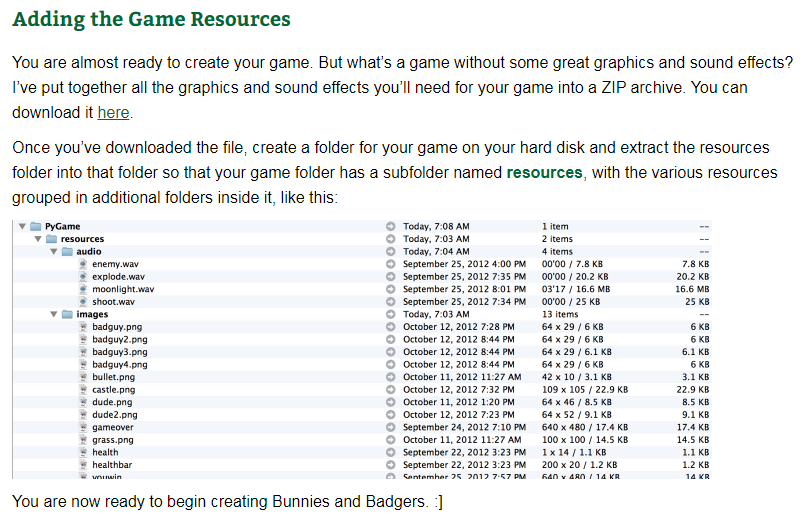 Adding the Game Resources
You are almost ready to create your game. But what’s a game without some great graphics and sound effects?
I’ve put together all the graphics and sound effects you’ll need for your game into a ZIP archive. You can
download it here.
Once you’ve downloaded the file, create a folder for your game on your hard disk and extract the resources
folder into that folder so that your game folder has a subfolder named resources, with the various resources
grouped in additional folders inside it, like this:
PyGame Today, 7:08 AM 1 item --
resources Today, 7:03 AM 2 items --
audio Today, 7:04 AM 4 items --
enemy.wav September 25, 2012 4:00 PM 00'00 / 7.8 KB 7.8 KB
explode.wav September 25, 2012 7:35 PM 00'00 / 20.2 KB 20.2 KB
moonlight.wav September 25, 2012 8:01 PM 03'17 / 16.6 MB 16.6 MB
shoot.wav September 25, 2012 7:34 PM 00'00 / 25 KB 25 KB
images Today, 7:03 AM 13 items --
badguy.png October 12, 2012 7:28 PM 64 x 29 / 6 KB 6 KB
badguy2.png October 12, 2012 8:44 PM 64 x 29 / 6 KB 6 KB
badguy3.png October 12, 2012 8:44 PM 64 x 29 / 6.1 KB 6.1 KB
badguy4.png October 12, 2012 8:44 PM 64 x 29 / 6 KB 6 KB
bullet.png October 11, 2012 11:27 AM 42 x 10 / 3.1 KB 3.1 KB
castle.png October 12, 2012 7:32 PM 109 x 105 / 22.9 KB 22.9 KB
dude.png October 11, 2012 1:20 PM 64 x 46 / 8.5 KB 8.5 KB
dude2.png October 12, 2012 7:23 PM 64 x 52 / 9.1 KB 9.1 KB
gameover September 24, 2012 7:10 PM 640 x 480 / 17.4 KB 17.4 KB
grass.png October 11, 2012 11:27 AM 100 x 100 / 14.5 KB 14.5 KB
health September 22, 2012 3:23 PM 1 x 14 / 1.1 KB 1.1 KB
healthbar September 22, 2012 3:23 PM 200 x 20 / 1.2 KB 1.2 KB
youwin September 25, 2012 7:57 PM 640 x 480 / 14 KB 14 KB
You are now ready to begin creating Bunnies and Badgers. :]